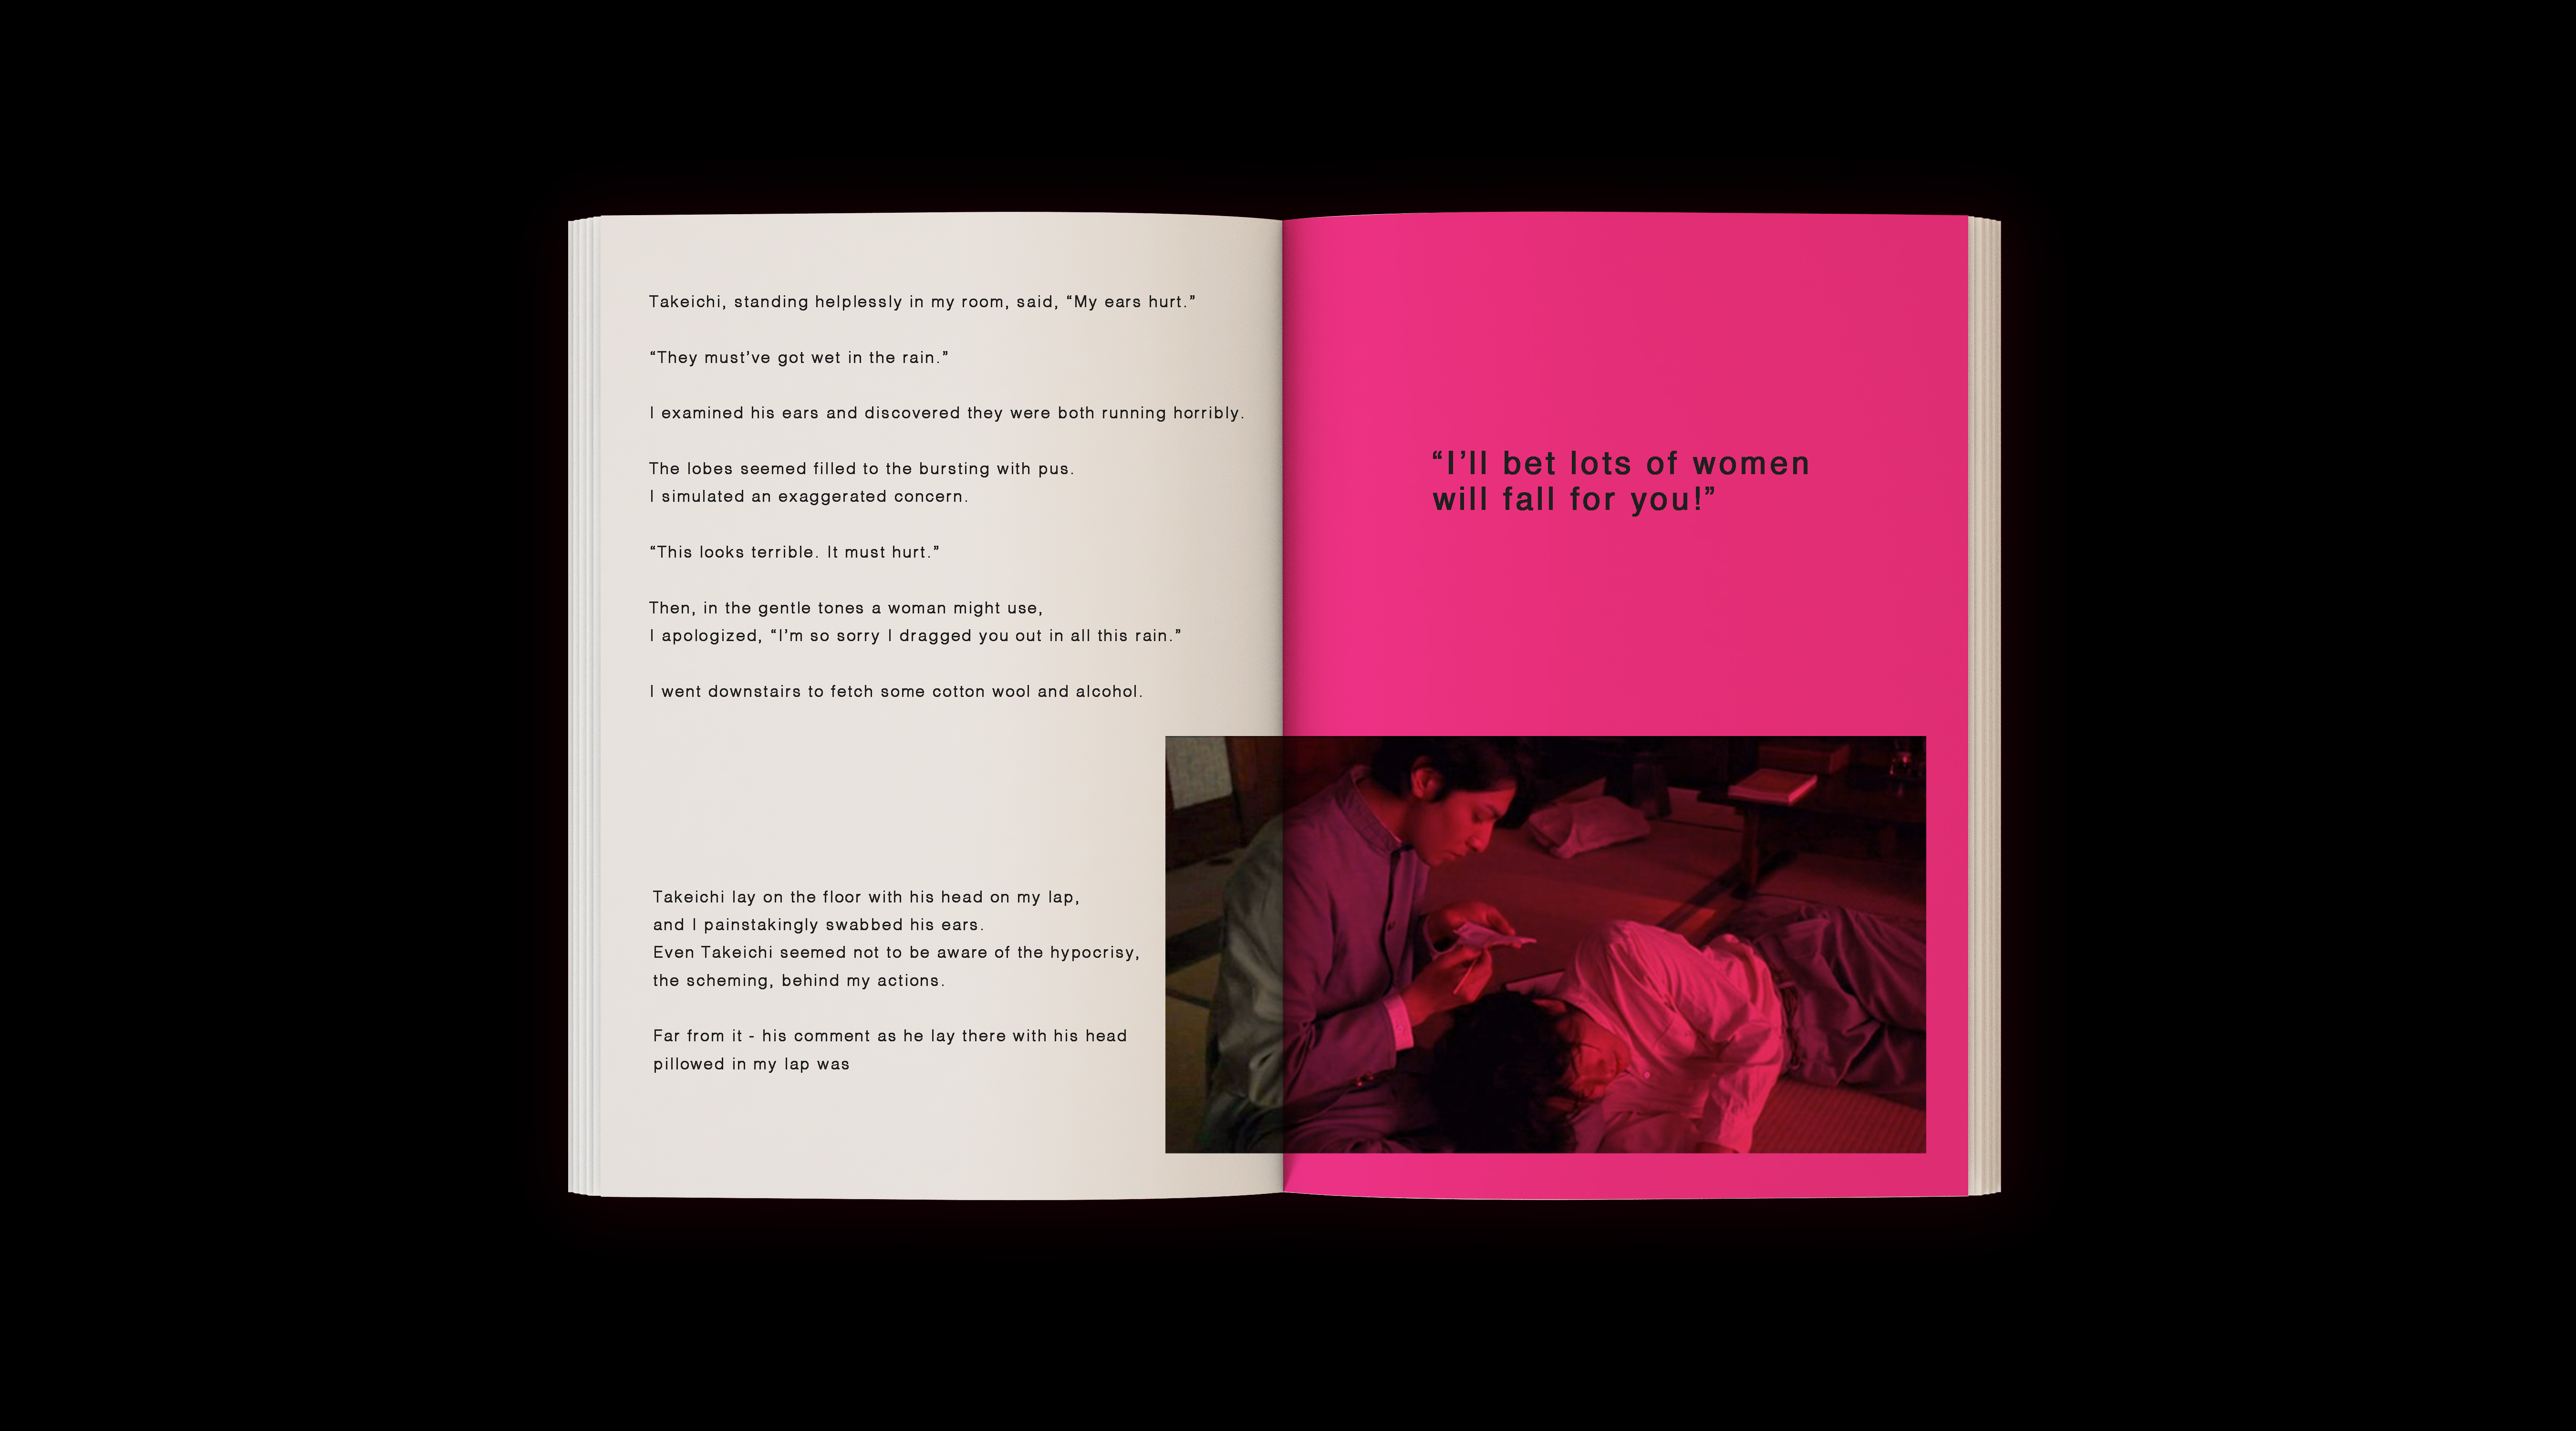 Takeichi, standing helplessly in my room, said, “My ears hurt.”
“They must’ve got wet in the rain.”
I examined his ears and discovered they were both running horribly.
The lobes seemed filled to the bursting with pus.
I simulated an exaggerated concern.
“This looks terrible. It must hurt.”
Then, in the gentle tones a woman might use,
I apologized, “I’m so sorry I dragged you out in all this rain.”
I went downstairs to fetch some cotton wool and alcohol.
Takeichi lay on the floor with his head on my lap,
and I painstakingly swabbed his ears.
Even Takeichi seemed not to be aware of the hypocrisy,
the scheming, behind my actions.
Far from it - his comment as he lay there with his head
pillowed in my lap was
“I’ll bet lots of women
will fall for you!”